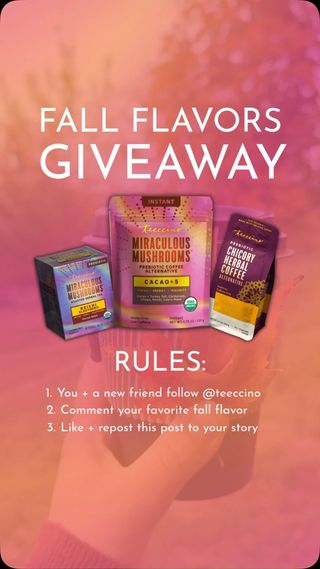 FALL FLAVORS
GIVEAWAY
INSTANT
teeccino
MIRACULOUS
MUSHROOMS
PREBIOTIC COFFEE
ALTERNATIVE
CACAO+5
teeccino
PREBIOTIC
CHICORY
HERBAL
COFFEE
ALTERNATIVE
MIRACULOUS
MUSHROOMS
RULES:
1. You + a new friend follow @teeccino
2. Comment your favorite fall flavor
3. Like + repost this post to your story